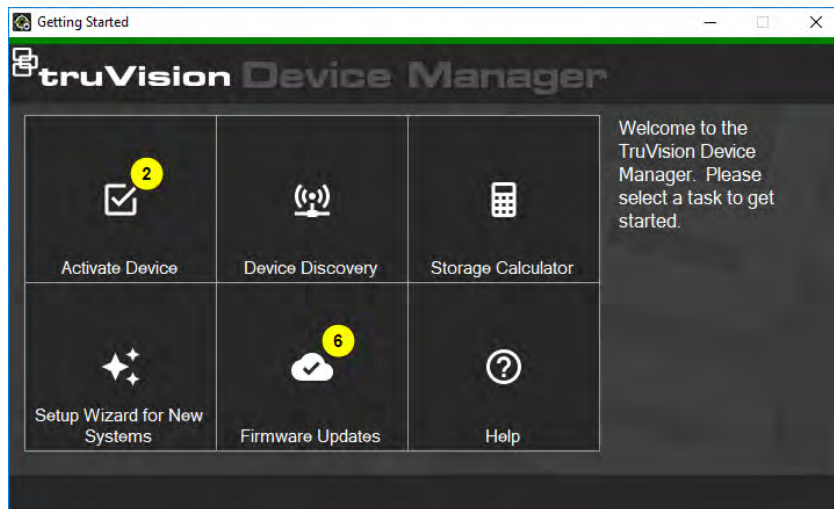 Getting Started
truVision Device Manager
2
Activate Device
Device Discovery
Storage Calculator
Welcome to the
TruVision Device
Manager. Please
select a task to get
started.
Setup Wizard for New
Systems
6
Firmware Updates
Help